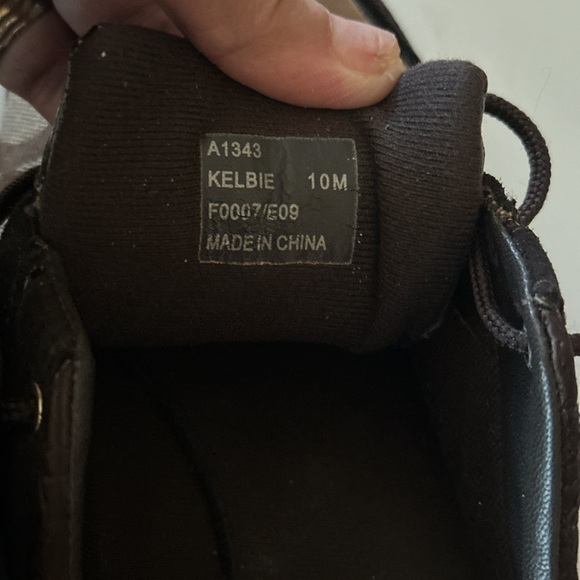 A1343
KELBIE 10M
F0007/E09
MADE IN CHINA